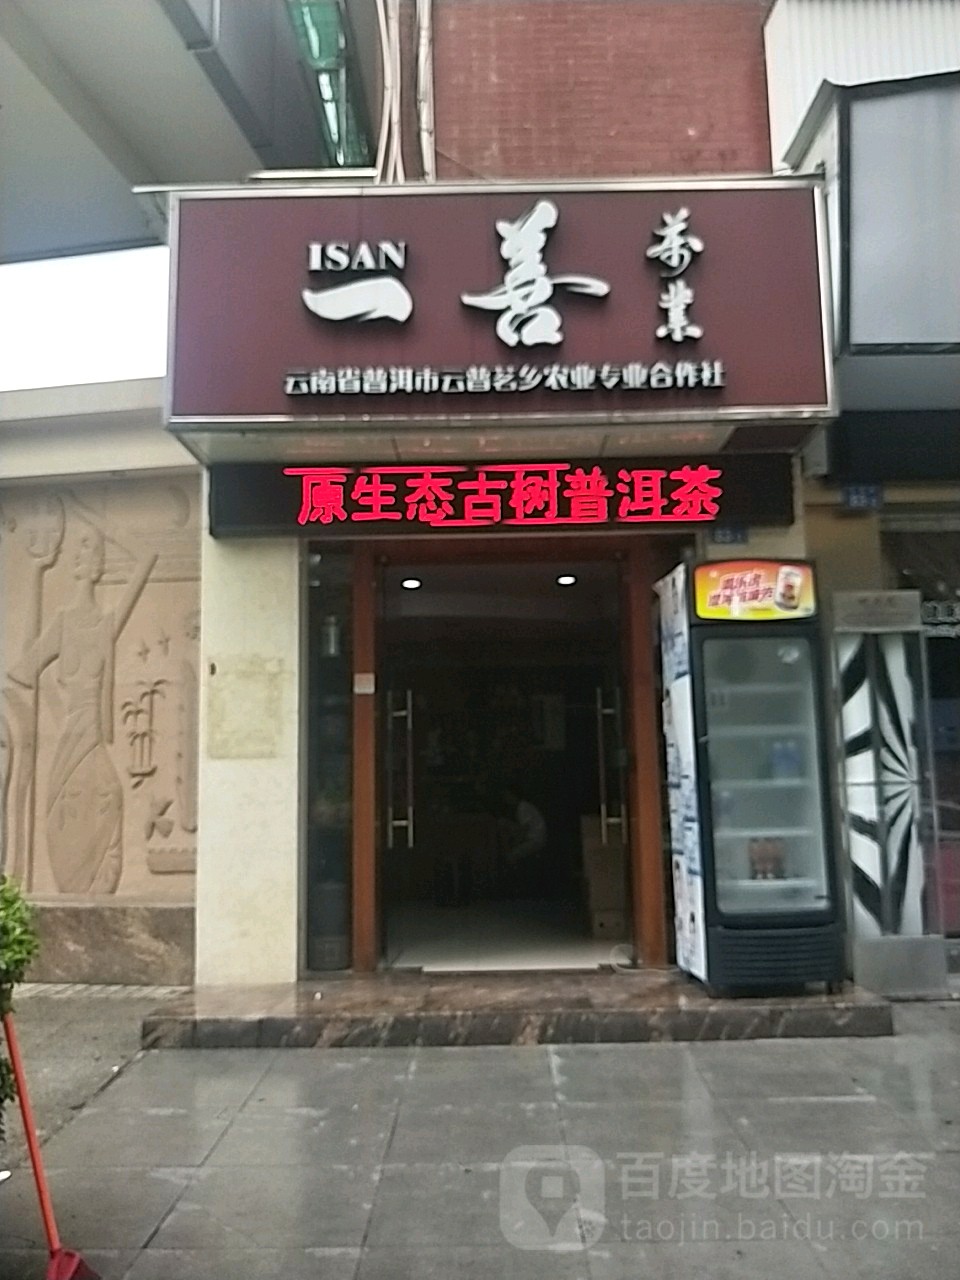 ISAN
一善
萬業
云南省普洱市云普茗乡农业专业合作社
原生态古树普洱茶
百度地图淘金
taojin.baidu.com